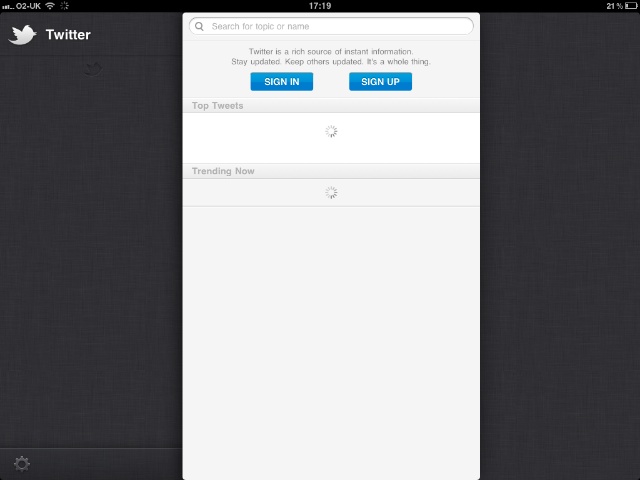 O2-UK
17:19
21%
Twitter
Search for topic or name
Twitter is a rich source of instant information.
Stay updated. Keep others updated. It's a whole thing.
SIGN IN
SIGN UP
Top Tweets
Trending Now